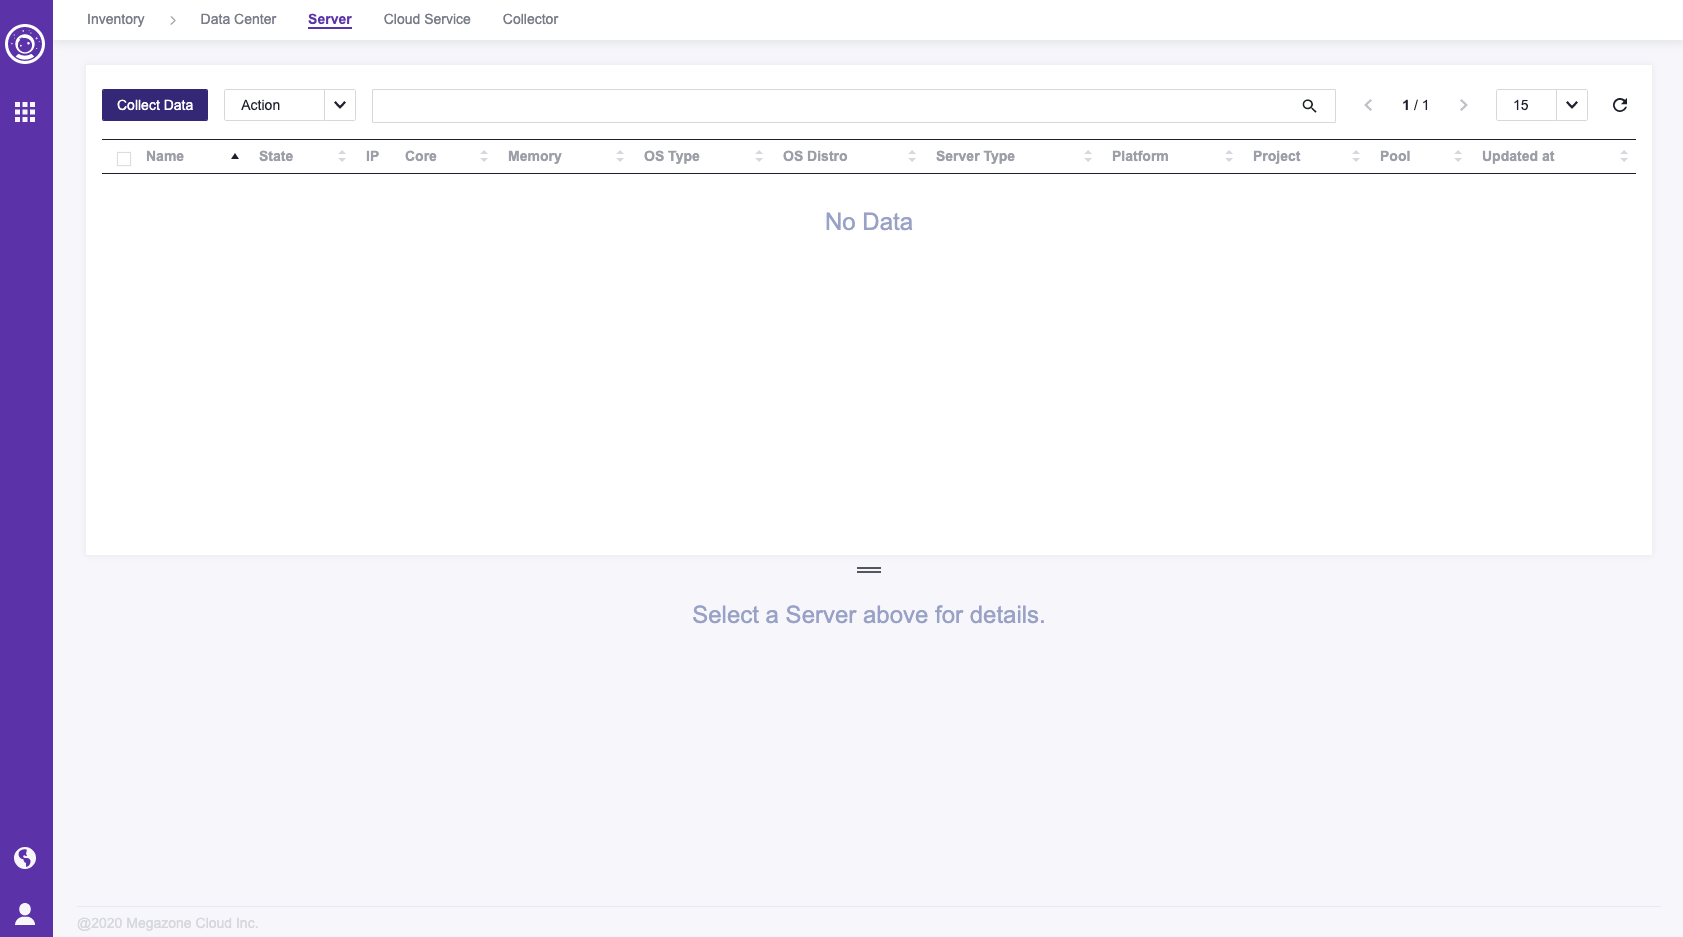 Inventory > Data Center Server Cloud Service Collector
Collect Data Action 1 / 1 15
Name State IP Core Memory OS Type OS Distro Server Type Platform Project Pool Updated at
No Data
Select a Server above for details.
@2020 Megazone Cloud Inc.